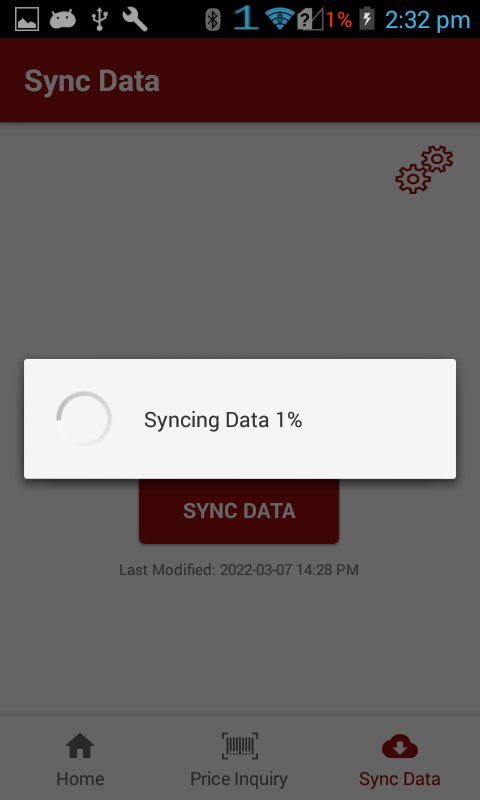 1 ? 1% 2:32 pm
Sync Data
Syncing Data 1%
SYNC DATA
Last Modified: 2022-03-07 14:28 PM
Home Price Inquiry Sync Data